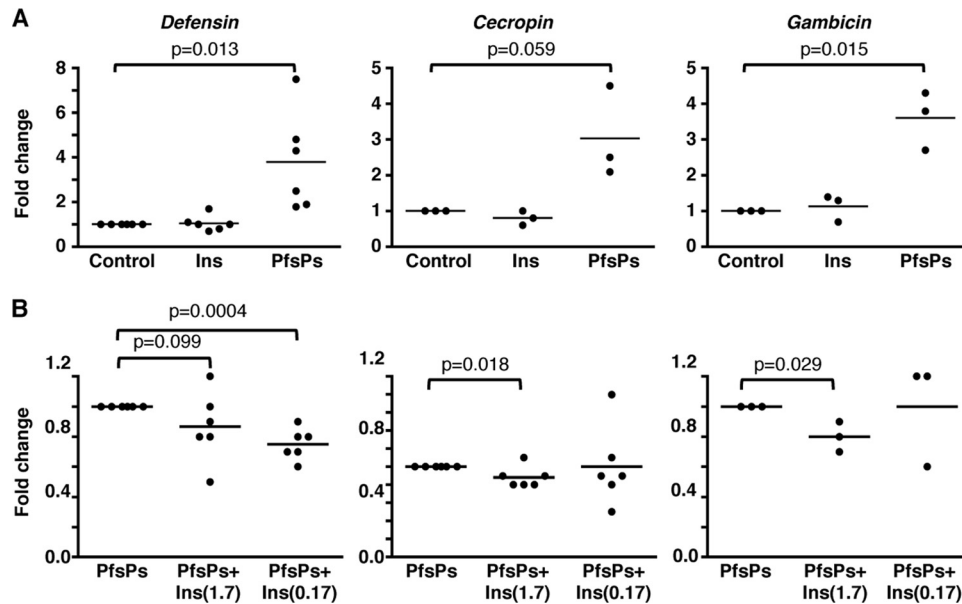 A
Defensin
Cecropin
Gambicin
p=0.013
p=0.059
p=0.015
Fold change
8
6
4
2
0
5
4
3
2
1
0
5
4
3
2
1
0
Control Ins PfsPs
Control Ins PfsPs
Control Ins PfsPs
B
p=0.0004
p=0.099
p=0.018
p=0.029
Fold change
1.2
0.8
0.4
0.0
1.2
0.8
0.4
0.0
1.2
0.8
0.4
0.0
PfsPs PfsPs+ PfsPs+
Ins(1.7) Ins(0.17)
PfsPs PfsPs+ PfsPs+
Ins(1.7) Ins(0.17)
PfsPs PfsPs+ PfsPs+
Ins(1.7) Ins(0.17)